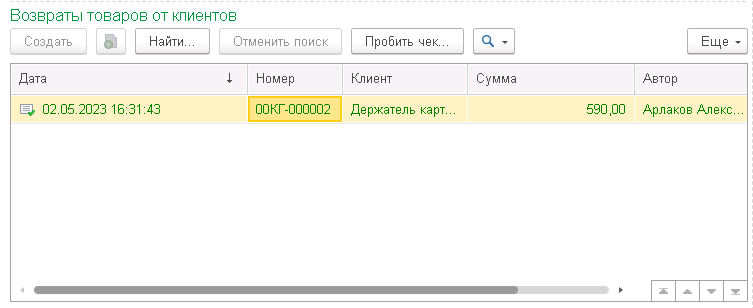 Возвраты товаров от клиентов
Создать Найти... Отменить поиск Пробить чек... Еще
Дата Номер Клиент Сумма Автор
02.05.2023 16:31:43 00КГ-000002 Держатель карт... 590,00 Арлаков Алекс...